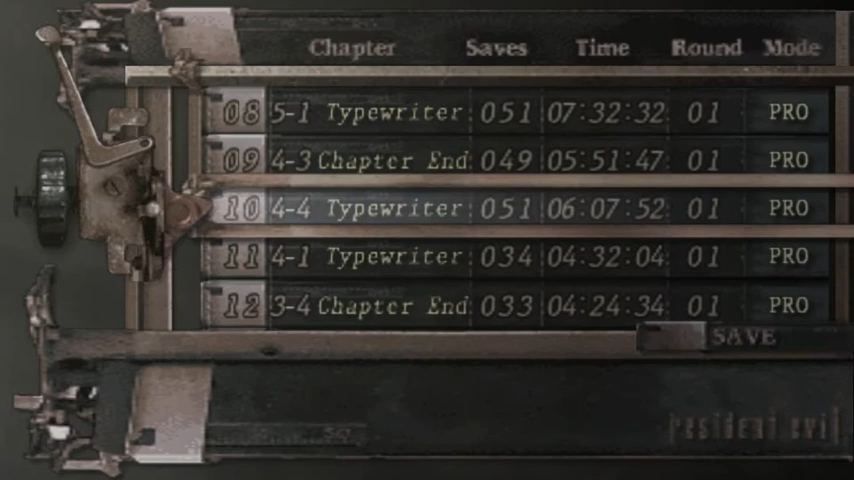 Chapter Saves Time Round Mode
08 5-1 Typewriter 051 07:32:32 01 PRO
09 4-3 Chapter End 049 05:51:47 01 PRO
10 4-4 Typewriter 051 06:07:52 01 PRO
11 4-1 Typewriter 034 04:32:04 01 PRO
12 3-4 Chapter End 033 04:24:34 01 PRO
SAVE
resident evil